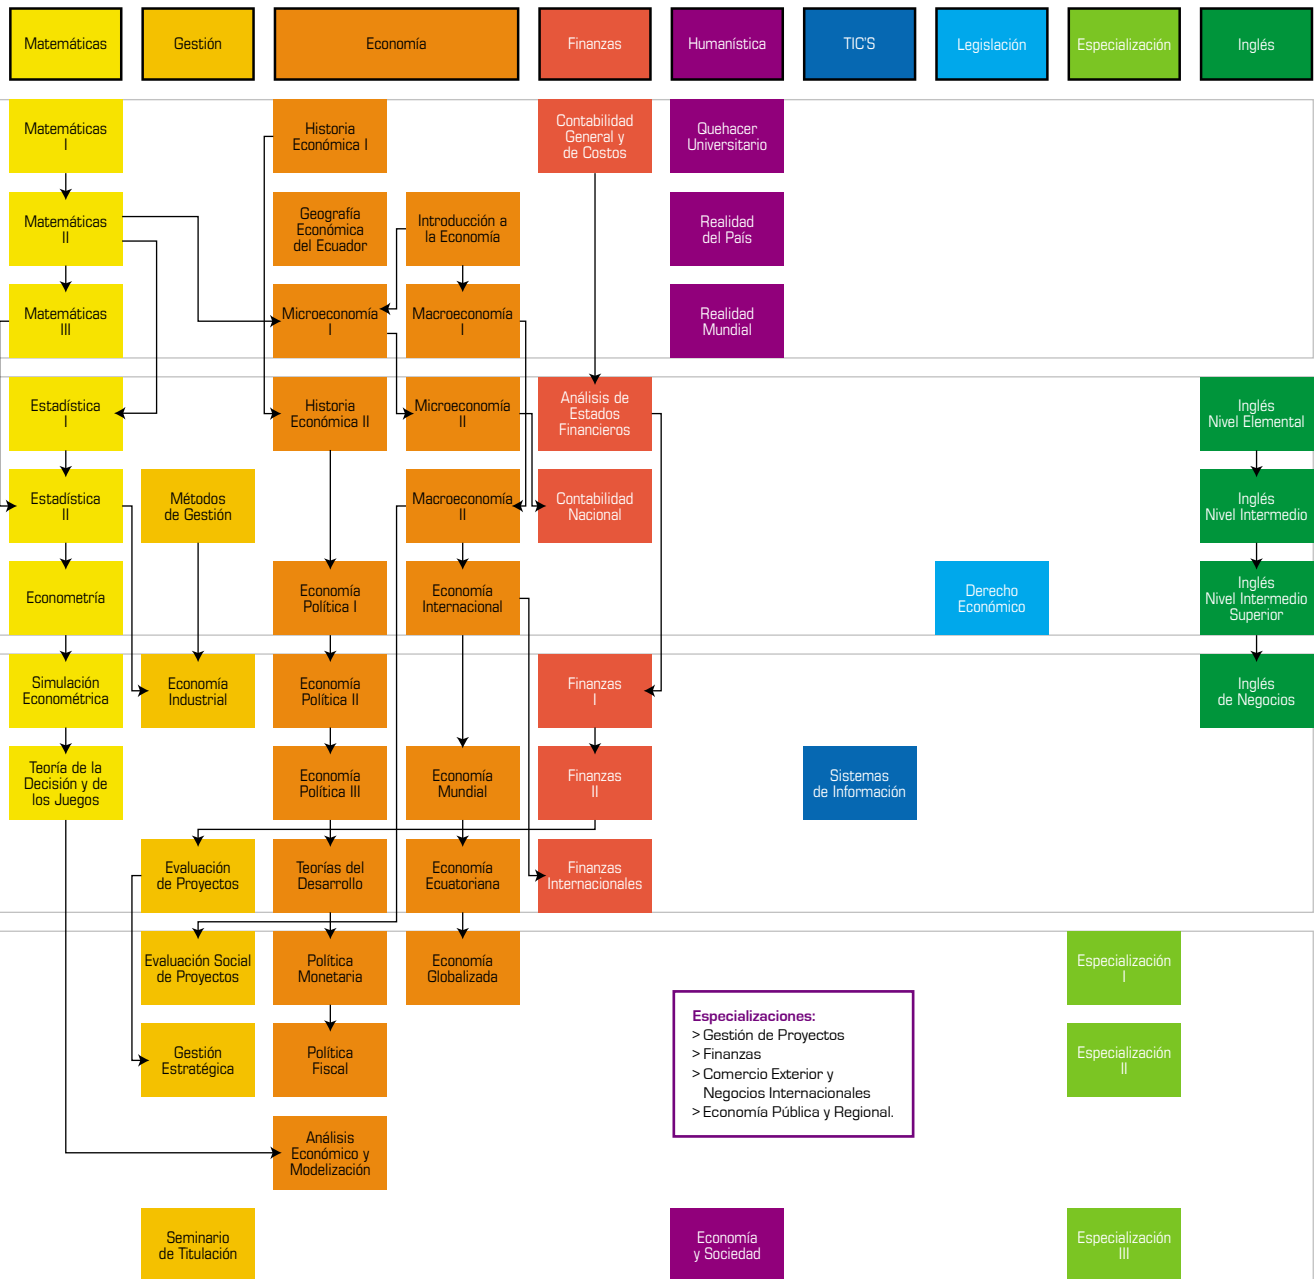 Matemáticas
Gestión
Economía
Finanzas
Humanística
TIC'S
Legislación
Especialización
Inglés
Matemáticas
I
Historia
Económica I
Contabilidad
General y
de Costos
Quehacer
Universitario
Matemáticas
II
Geografía
Económica
del Ecuador
Introducción a
la Economía
Realidad
del País
Matemáticas
III
Microeconomía
I
Macroeconomía
I
Realidad
Mundial
Estadística
I
Historia
Económica II
Microeconomía
II
Análisis de
Estados
Financieros
Inglés
Nivel Elemental
Estadística
II
Métodos
de Gestión
Macroeconomía
II
Contabilidad
Nacional
Inglés
Nivel Intermedio
Econometría
Economía
Política I
Economía
Internacional
Derecho
Económico
Inglés
Nivel Intermedio
Superior
Simulación
Econométrica
Economía
Industrial
Economía
Política II
Finanzas
I
Inglés
de Negocios
Teoría de la
Decisión y de
los Juegos
Economía
Política III
Economía
Mundial
Finanzas
II
Sistemas
de Información
Evaluación
de Proyectos
Teorías del
Desarrollo
Economía
Ecuatoriana
Finanzas
Internacionales
Evaluación Social
de Proyectos
Política
Monetaria
Economía
Globalizada
Especialización
I
Especializaciones:
> Gestión de Proyectos
> Finanzas
> Comercio Exterior y
Negocios Internacionales
> Economía Pública y Regional.
Gestión
Estratégica
Política
Fiscal
Especialización
II
Análisis
Económico y
Modelización
Seminario
de Titulación
Economía
y Sociedad
Especialización
III